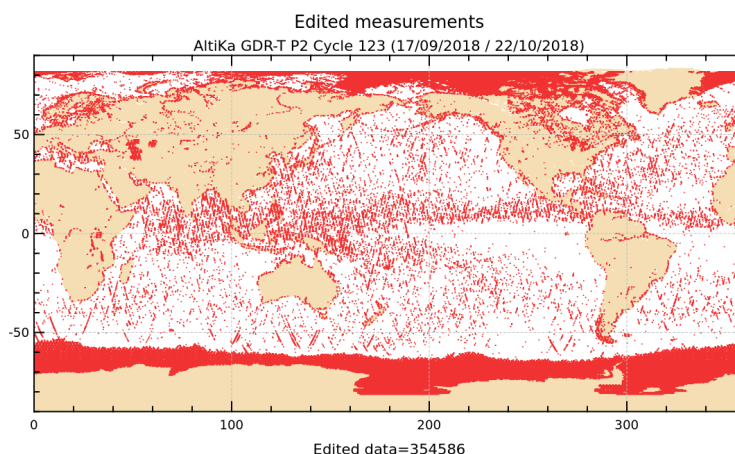 Edited measurements
AltiKa GDR-T P2 Cycle 123 (17/09/2018 / 22/10/2018)
50
0
-50
0 100 200 300
Edited data=354586